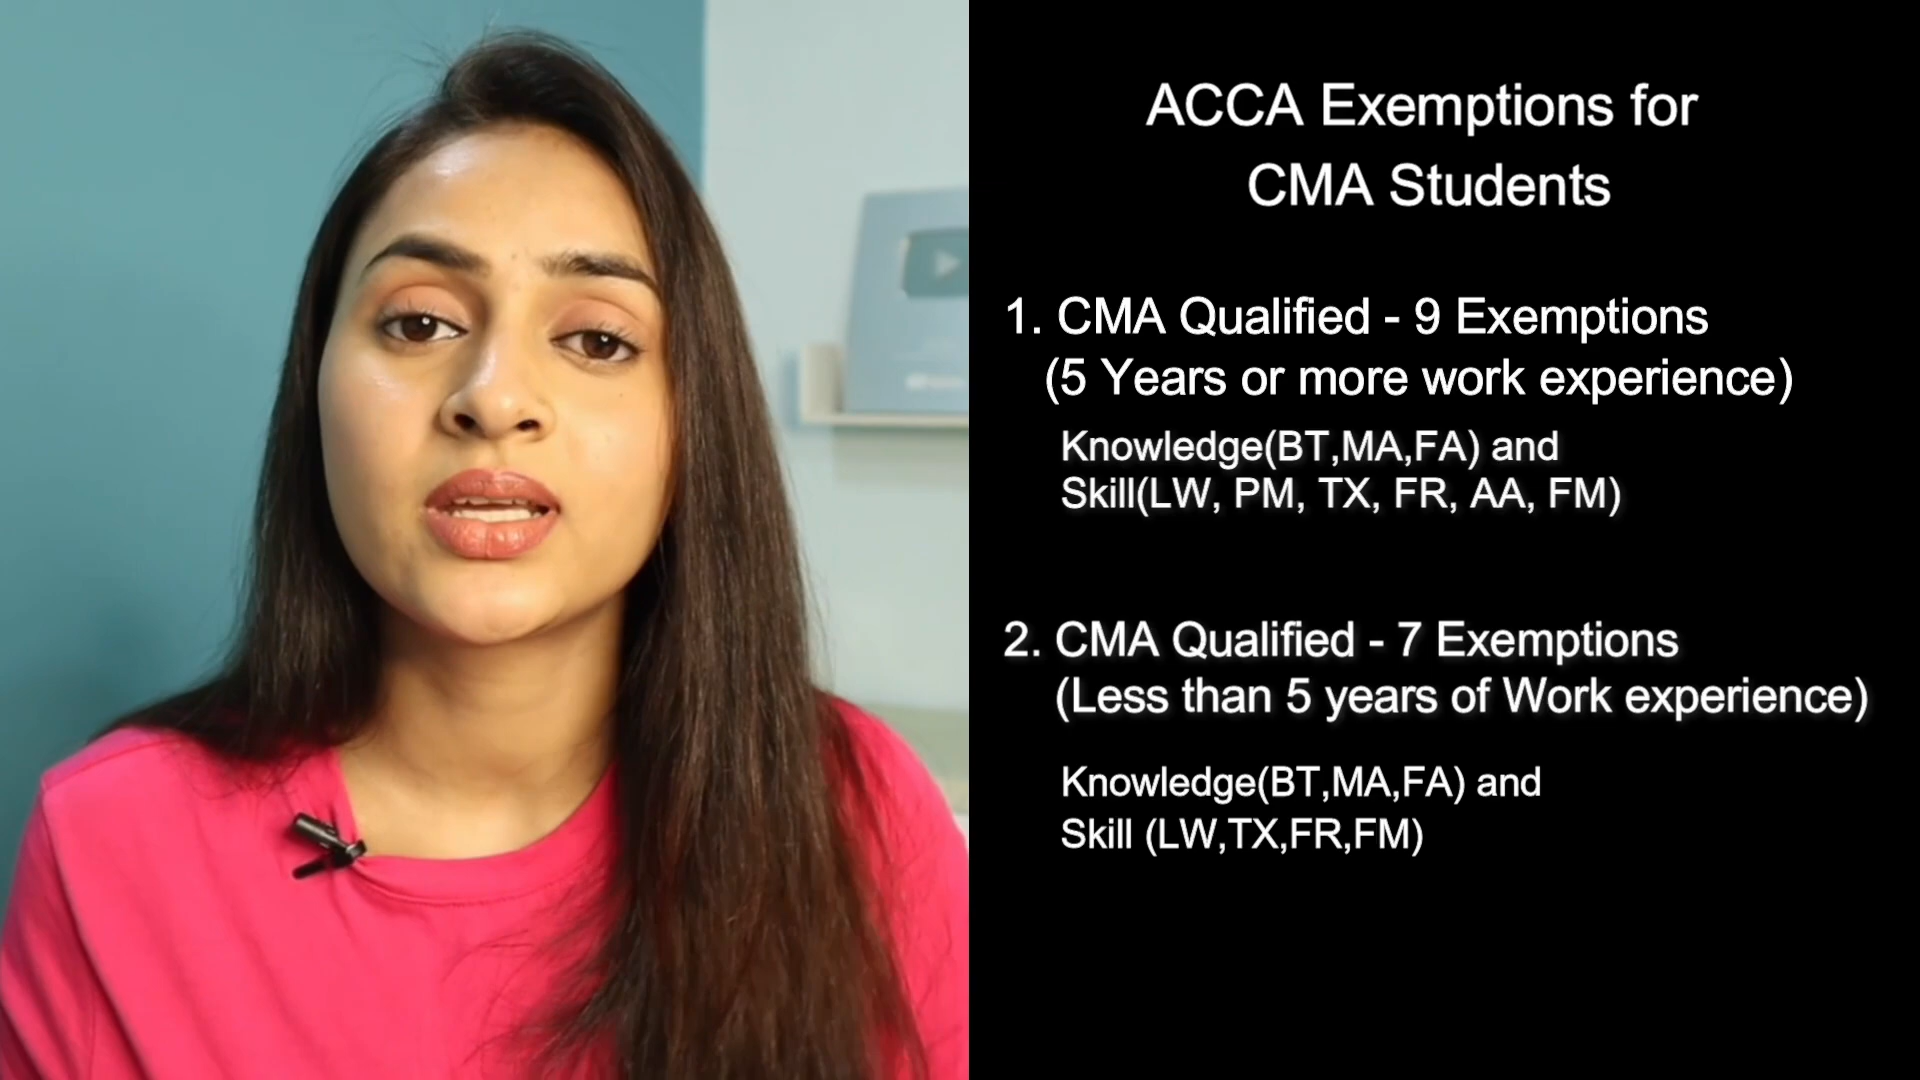 ACCA Exemptions for
CMA Students
1. CMA Qualified - 9 Exemptions
(5 Years or more work experience)
Knowledge(BT,MA,FA) and
Skill(LW, PM, TX, FR, AA, FM)
2. CMA Qualified - 7 Exemptions
(Less than 5 years of Work experience)
Knowledge(BT,MA,FA) and
Skill (LW,TX,FR,FM)